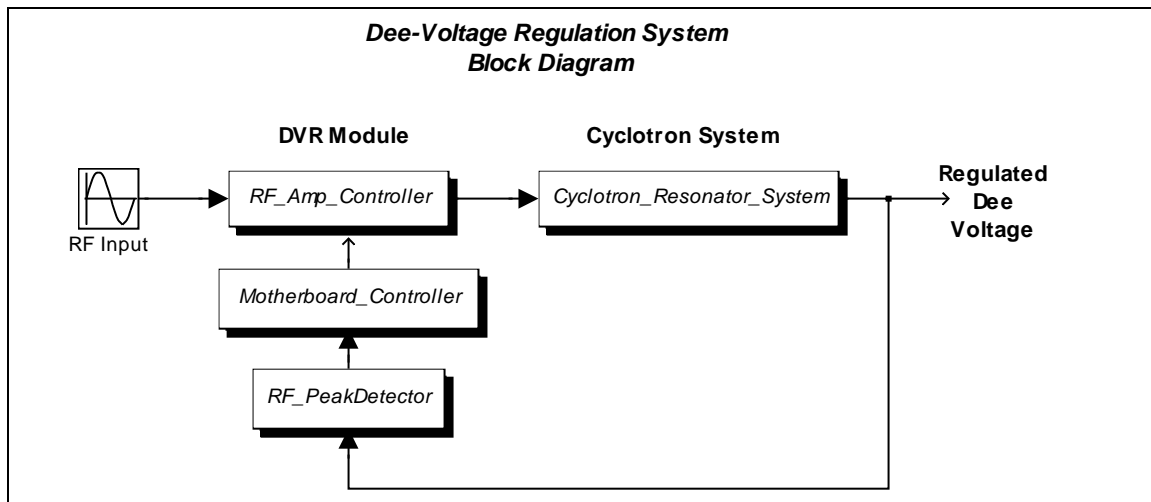 Dee-Voltage Regulation System
Block Diagram
DVR Module
Cyclotron System
RF_Amp_Controller
Cyclotron_Resonator_System
Regulated
Dee
Voltage
RF Input
Motherboard_Controller
RF_PeakDetector